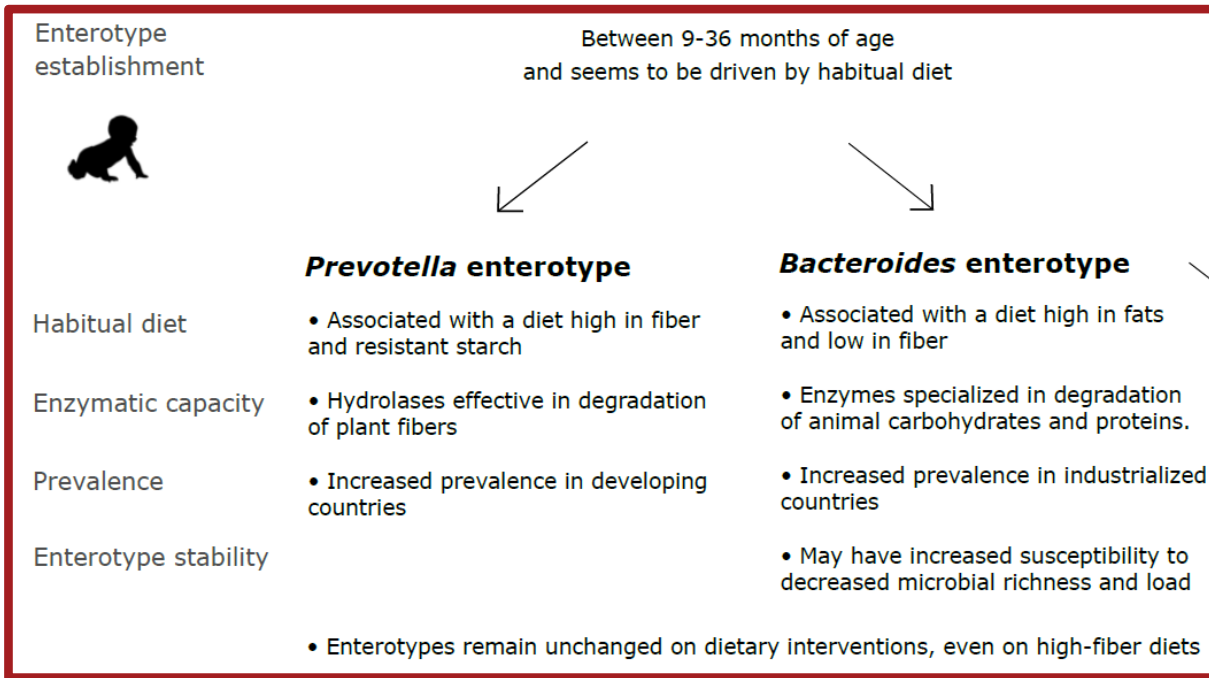 Enterotype
establishment
Between 9-36 months of age
and seems to be driven by habitual diet
Prevotella enterotype
Bacteroides enterotype
Habitual diet
• Associated with a diet high in fiber
and resistant starch
• Associated with a diet high in fats
and low in fiber
Enzymatic capacity
• Hydrolases effective in degradation
of plant fibers
• Enzymes specialized in degradation
of animal carbohydrates and proteins.
Prevalence
• Increased prevalence in developing
countries
• Increased prevalence in industrialized
countries
Enterotype stability
• May have increased susceptibility to
decreased microbial richness and load
• Enterotypes remain unchanged on dietary interventions, even on high-fiber diets